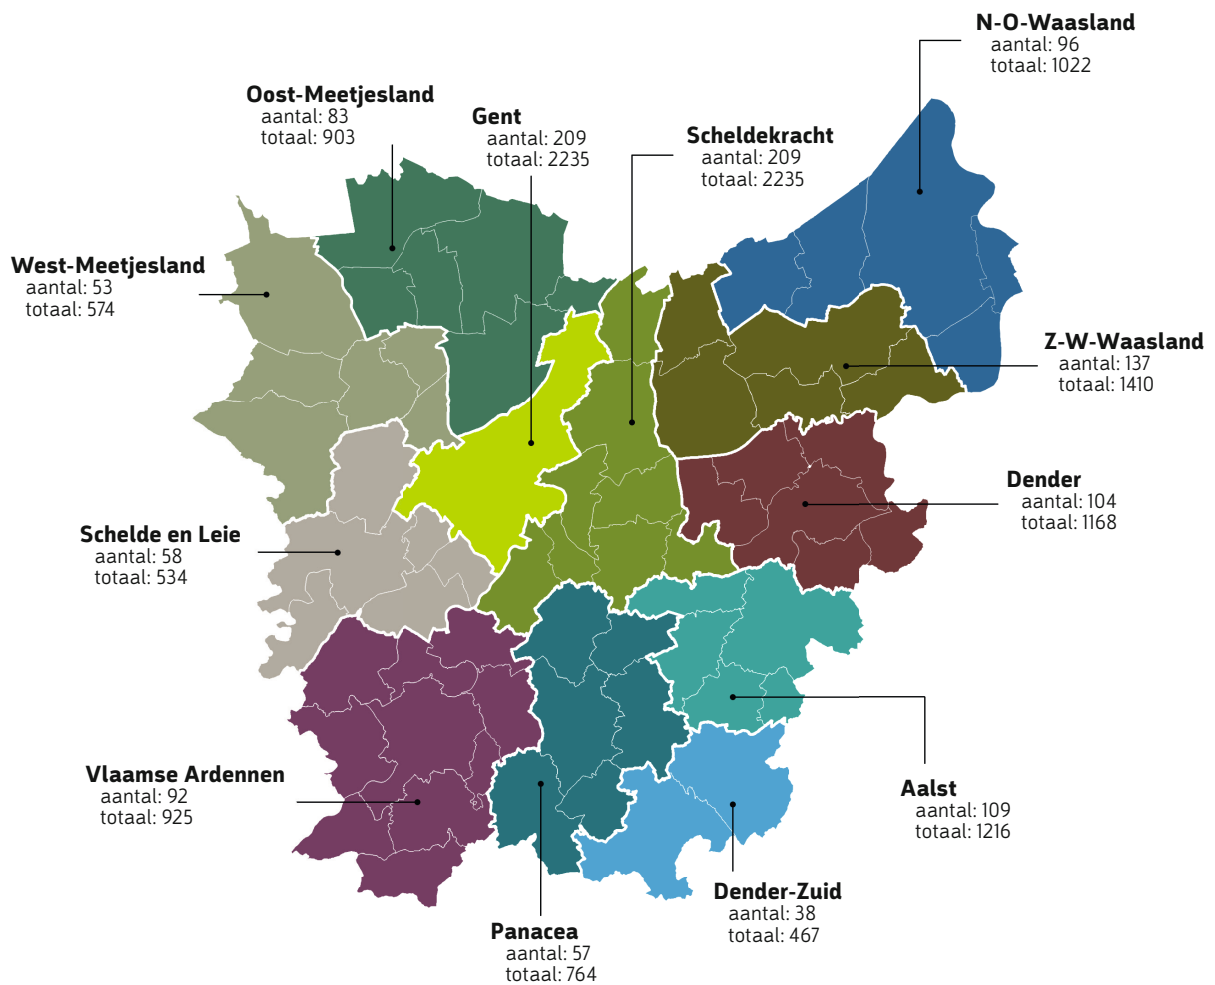 N-O-Waasland
aantal: 96
totaal: 1022
Oost-Meetjesland
aantal: 83
totaal: 903
Gent
aantal: 209
totaal: 2235
Scheldekracht
aantal: 209
totaal: 2235
West-Meetjesland
aantal: 53
totaal: 574
Z-W-Waasland
aantal: 137
totaal: 1410
Dender
aantal: 104
totaal: 1168
Schelde en Leie
aantal: 58
totaal: 534
Vlaamse Ardennen
aantal: 92
totaal: 925
Aalst
aantal: 109
totaal: 1216
Dender-Zuid
aantal: 38
totaal: 467
Panacea
aantal: 57
totaal: 764